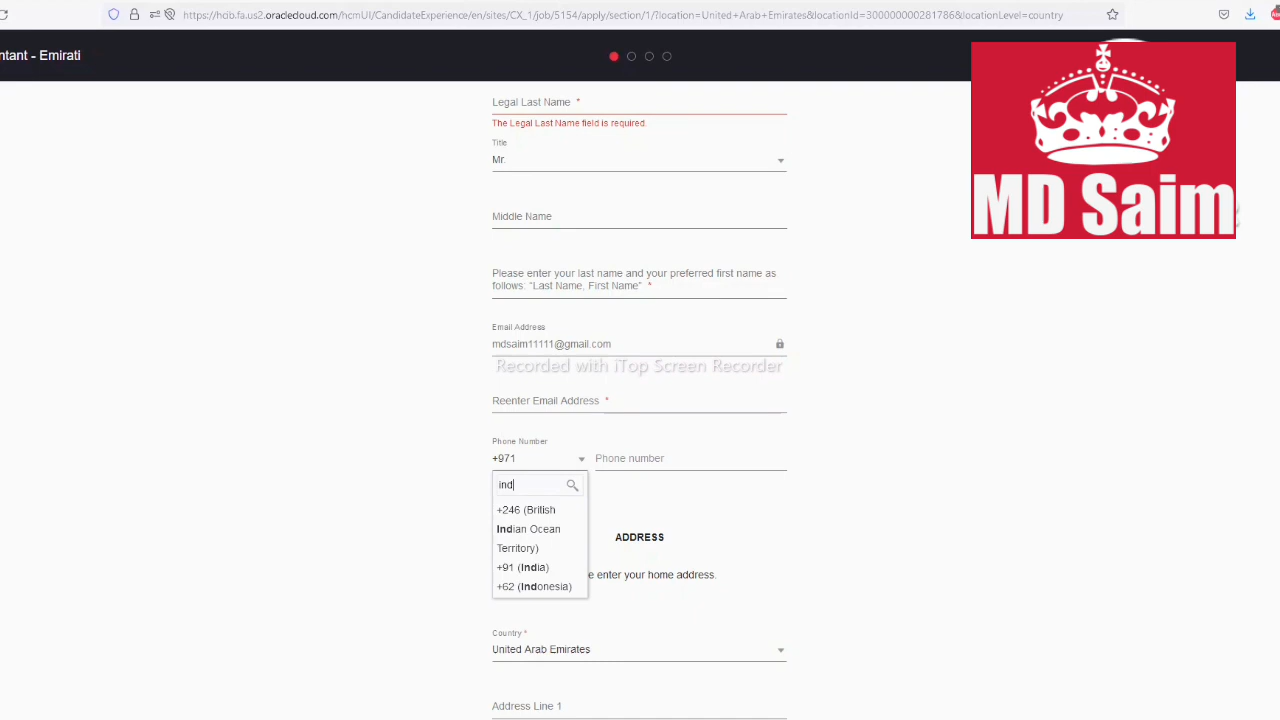 https://hcib.fa.us2.oraclecloud.com/hcmUI/CandidateExperience/en/sites/CX_1/job/5154/apply/section/1/?location=United+Arab+Emirates&locationId=300000000281786&locationLevel=country
ntant - Emirati
MD Saim
Legal Last Name *
The Legal Last Name field is required.
Title
Mr.
Middle Name
Please enter your last name and your preferred first name as
follows: "Last Name, First Name" *
Email Address
mdsaim11111@gmail.com
Recorded with iTop Screen Recorder
Reenter Email Address *
Phone Number
+971 Phone number
ind
+246 (British
Indian Ocean
Territory)
+91 (India)
+62 (Indonesia)
ADDRESS
e enter your home address.
Country *
United Arab Emirates
Address Line 1